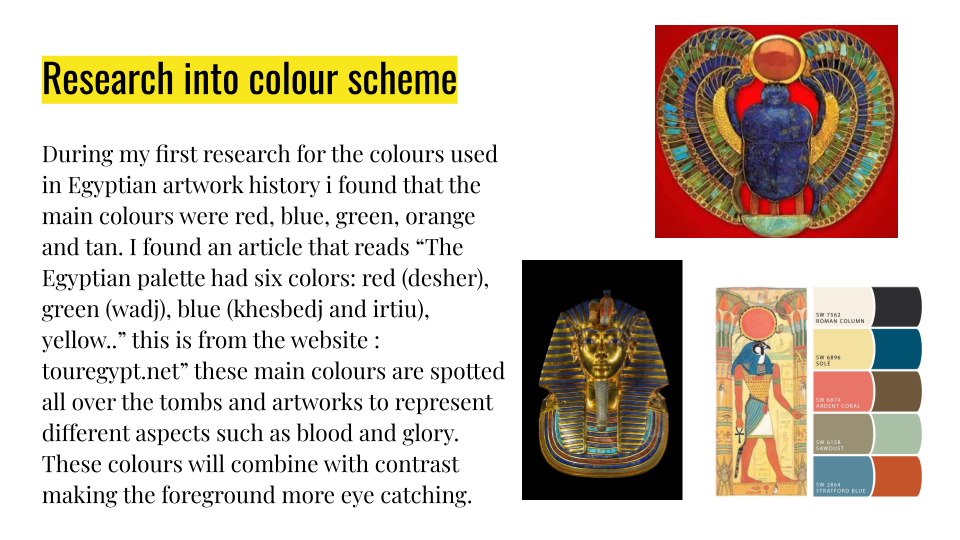 Research into colour scheme
During my first research for the colours used
in Egyptian artwork history i found that the
main colours were red, blue, green, orange
and tan. I found an article that reads “The
Egyptian palette had six colors: red (desher),
green (wadj), blue (khesbedj and irtiu),
yellow..” this is from the website :
touregypt.net” these main colours are spotted
all over the tombs and artworks to represent
different aspects such as blood and glory.
These colours will combine with contrast
making the foreground more eye catching.
SW 7562
ROMAN COLUMN
SW 6896
SOLÉ
SW 6874
ARDENT CORAL
SW 6158
SAWDUST
SW 2864
STRATFORD BLUE